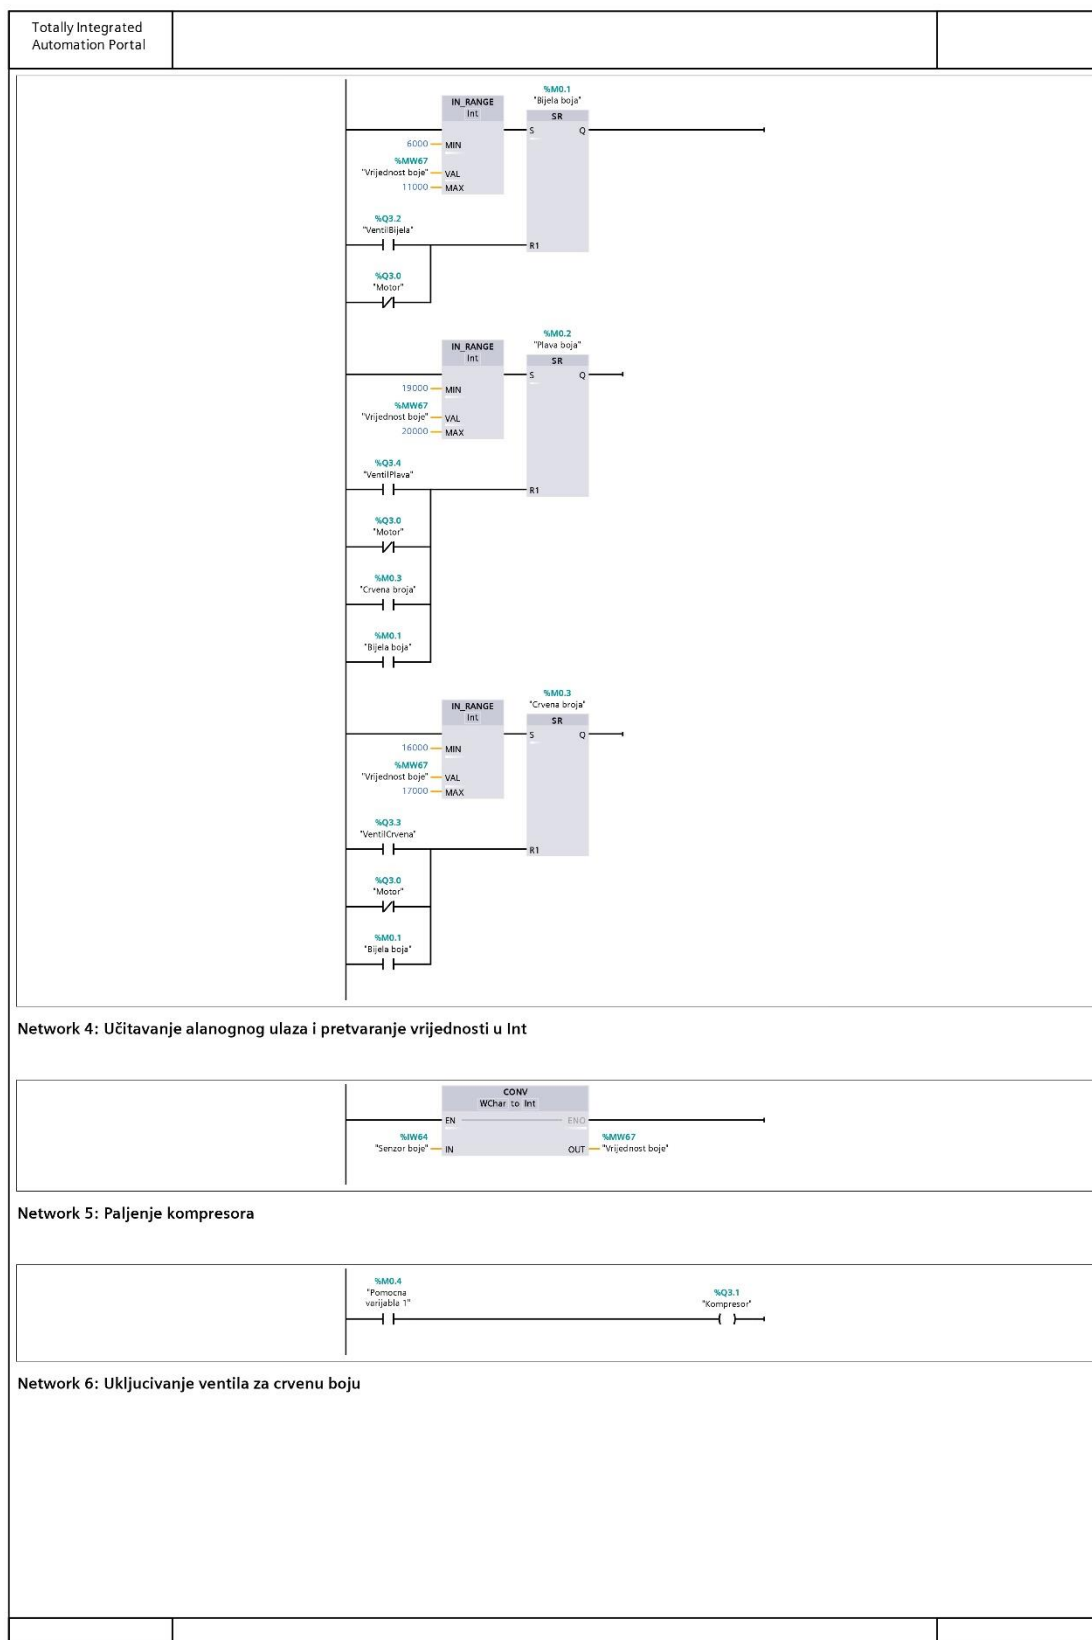 Totally Integrated
Automation Portal
%M0.1
"Bijela boja"
IN_RANGE
Int
SR
S
Q
6000
MIN
%MW67
"Vrijednost boje"
VAL
11000
MAX
%Q3.2
"VentilBijela"
R1
%Q3.0
"Motor"
%M0.2
"Plava boja"
IN_RANGE
Int
SR
S
Q
19000
MIN
%MW67
"Vrijednost boje"
VAL
20000
MAX
%Q3.4
"VentilPlava"
R1
%Q3.0
"Motor"
%M0.3
"Crvena broja"
%M0.1
"Bijela boja"
%M0.3
"Crvena broja"
IN_RANGE
Int
SR
S
Q
16000
MIN
%MW67
"Vrijednost boje"
VAL
17000
MAX
%Q3.3
"VentilCrvena"
R1
%Q3.0
"Motor"
%M0.1
"Bijela boja"
Network 4: Učitavanje alanognog ulaza i pretvaranje vrijednosti u Int
CONV
WChar to Int
EN
ENO
%IW64
"Senzor boje"
IN
OUT
%MW67
"Vrijednost boje"
Network 5: Paljenje kompresora
%M0.4
"Pomocna
varijabla 1"
%Q3.1
"Kompresor"
Network 6: Ukljucivanje ventila za crvenu boju